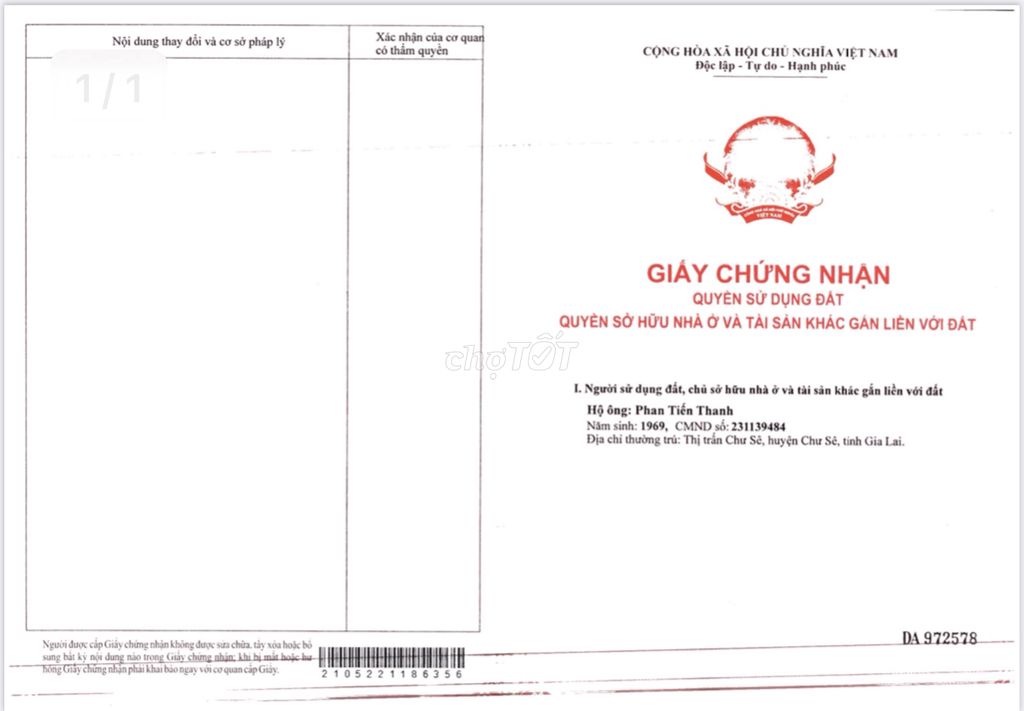 Nội dung thay đổi và cơ sở pháp lý
Xác nhận của cơ quan
có thẩm quyền
1/1
Người được cấp Giấy chứng nhận không được sửa chữa, tẩy xóa hoặc bổ
sung bất kỳ nội dung nào trong Giấy chứng nhận; khi bị mất hoặc hư
hỏng Giấy chứng nhận phải khai báo ngay với cơ quan cấp Giấy.
2105221186356
CỘNG HÒA XÃ HỘI CHỦ NGHĨA VIỆT NAM
Độc lập - Tự do - Hạnh phúc
CỘNG HÒA XÃ HỘI CHỦ NGHĨA
VIỆT NAM
GIẤY CHỨNG NHẬN
QUYỀN SỬ DỤNG ĐẤT
QUYỀN SỞ HỮU NHÀ Ở VÀ TÀI SẢN KHÁC GẮN LIỀN VỚI ĐẤT
chợTỐT
I. Người sử dụng đất, chủ sở hữu nhà ở và tài sản khác gắn liền với đất
Hộ ông: Phan Tiến Thanh
Năm sinh: 1969, CMND số: 231139484
Địa chỉ thường trú: Thị trấn Chư Sê, huyện Chư Sê, tỉnh Gia Lai.
DA 972578